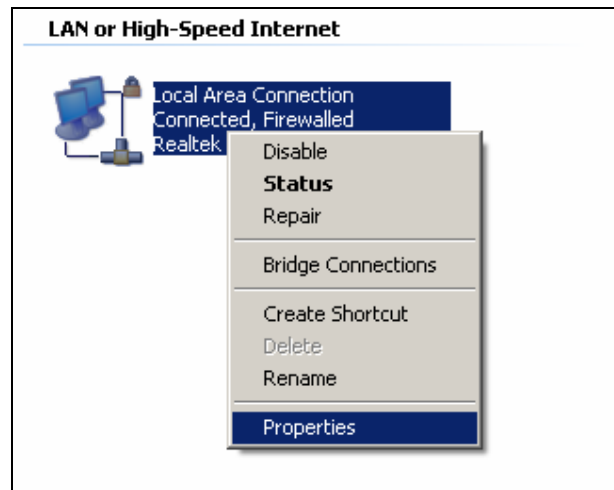 LAN or High-Speed Internet
Local Area Connection
Connected, Firewalled
Realtek
Disable
Status
Repair
Bridge Connections
Create Shortcut
Delete
Rename
Properties